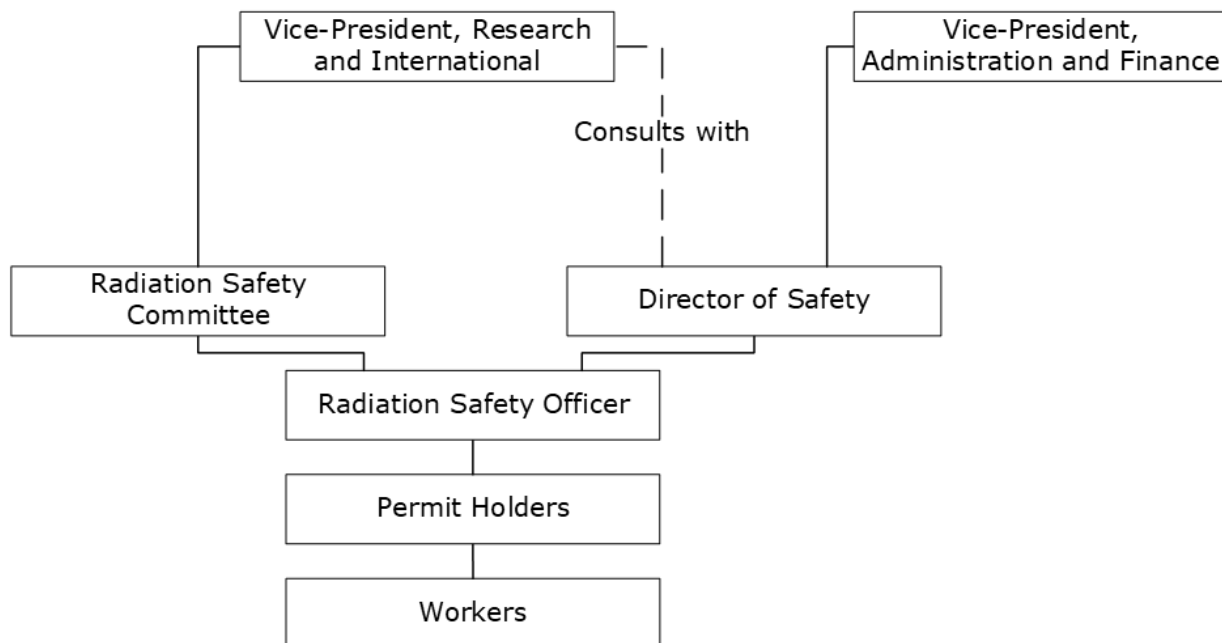 Vice-President, Research
and International
Vice-President,
Administration and Finance
Consults with
Radiation Safety
Committee
Director of Safety
Radiation Safety Officer
Permit Holders
Workers